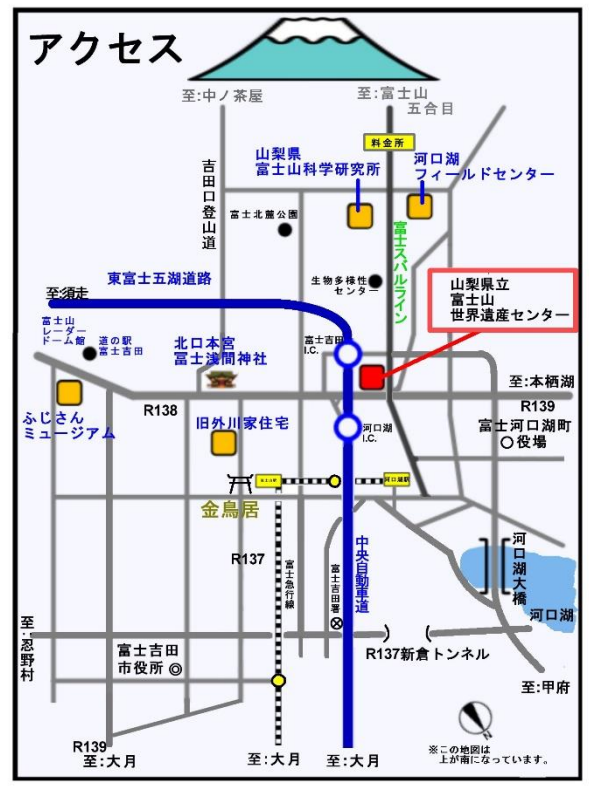 アクセス
至:中ノ茶屋
至:富士山
五合目
料金所
山梨県
富士山科学研究所
河口湖
フィールドセンター
吉田口登山道
富士北麓公園
富士スバルライン
生物多様性
センター
山梨県立
富士山
世界遺産センター
東富士五湖道路
至:須走
富士山
レーダー
ドーム館
道の駅
富士吉田
北口本宮
冨士浅間神社
富士吉田
I.C.
至:本栖湖
R138
R139
ふじさん
ミュージアム
旧外川家住宅
河口湖
I.C.
富士河口湖町
役場
河口湖駅
金鳥居
R137
富士急行線
富士吉田署
中央自動車道
河口湖大橋
河口湖
至:忍野村
富士吉田
市役所
R137新倉トンネル
至:甲府
R139
至:大月
至:大月
至:大月
※この地図は
上が南になっています。